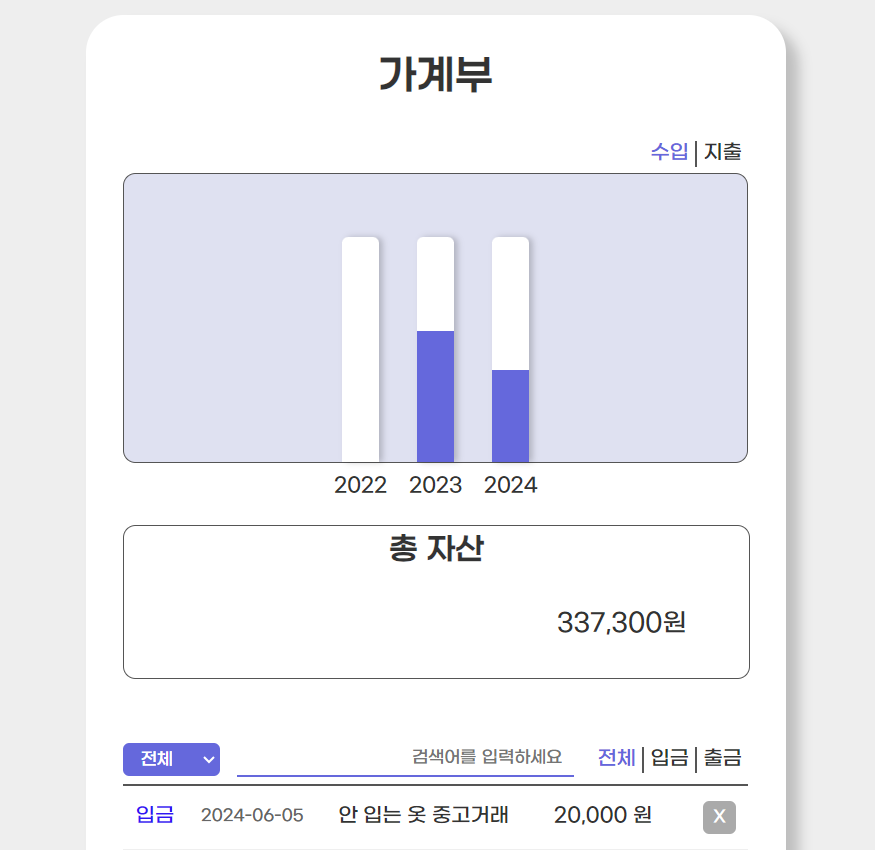 가계부
수입 지출
2022 2023 2024
총 자산
337,300원
전체 검색어를 입력하세요 전체 입금 출금
입금 2024-06-05 안 입는 옷 중고거래 20,000 원 X